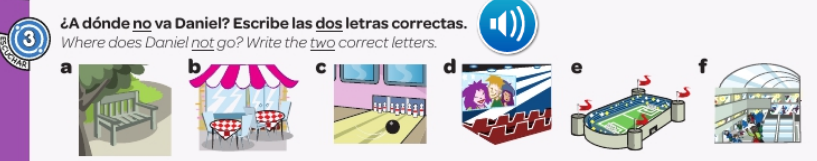 ¿A dónde no va Daniel? Escribe las dos letras correctas.
3
Where does Daniel not go? Write the two correct letters.
ESCUCHAR
a b c d e f